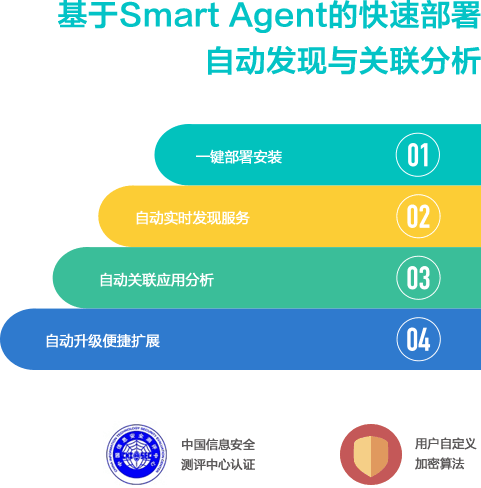 基于Smart Agent的快速部署
自动发现与关联分析
一键部署安装
01
自动实时发现服务
02
自动关联应用分析
03
自动升级便捷扩展
04
中国信息安全
测评中心认证
用户自定义
加密算法